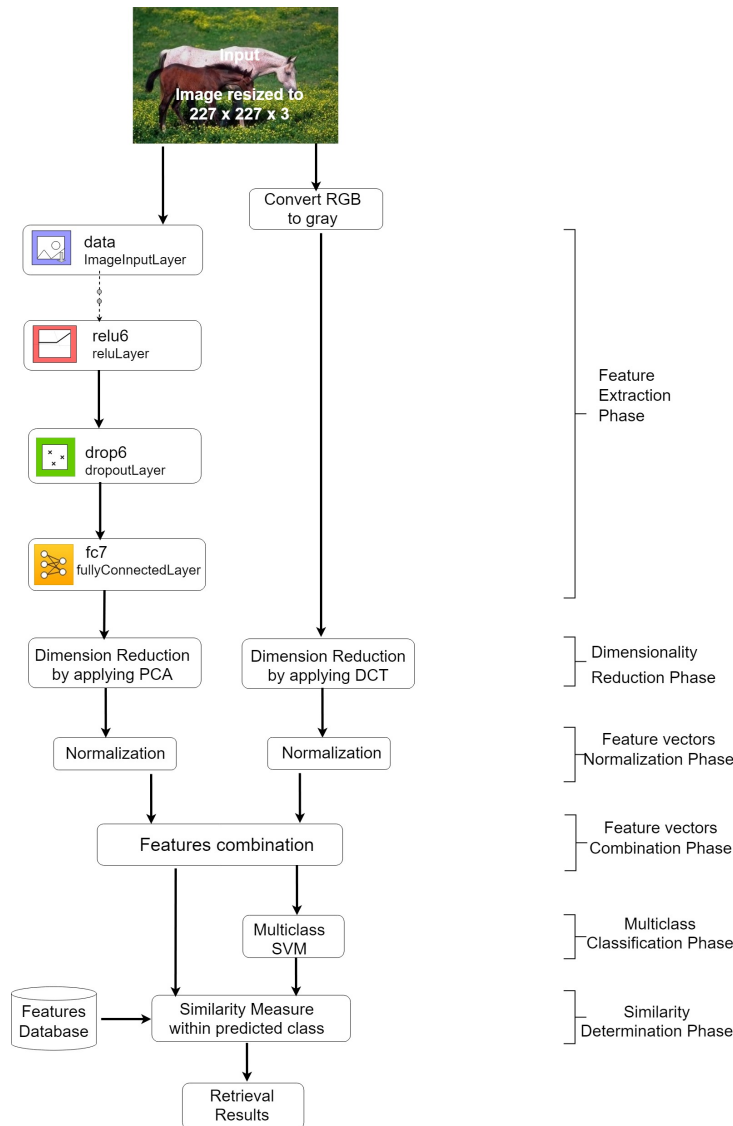 Input
Image resized to
227 x 227 x 3
Convert RGB
to gray
data
ImageInputLayer
relu6
reluLayer
drop6
dropoutLayer
fc7
fullyConnectedLayer
Feature
Extraction
Phase
Dimension Reduction
by applying PCA
Dimension Reduction
by applying DCT
Dimensionality
Reduction Phase
Normalization
Normalization
Feature vectors
Normalization Phase
Features combination
Feature vectors
Combination Phase
Multiclass
SVM
Multiclass
Classification Phase
Features
Database
Similarity Measure
within predicted class
Similarity
Determination Phase
Retrieval
Results